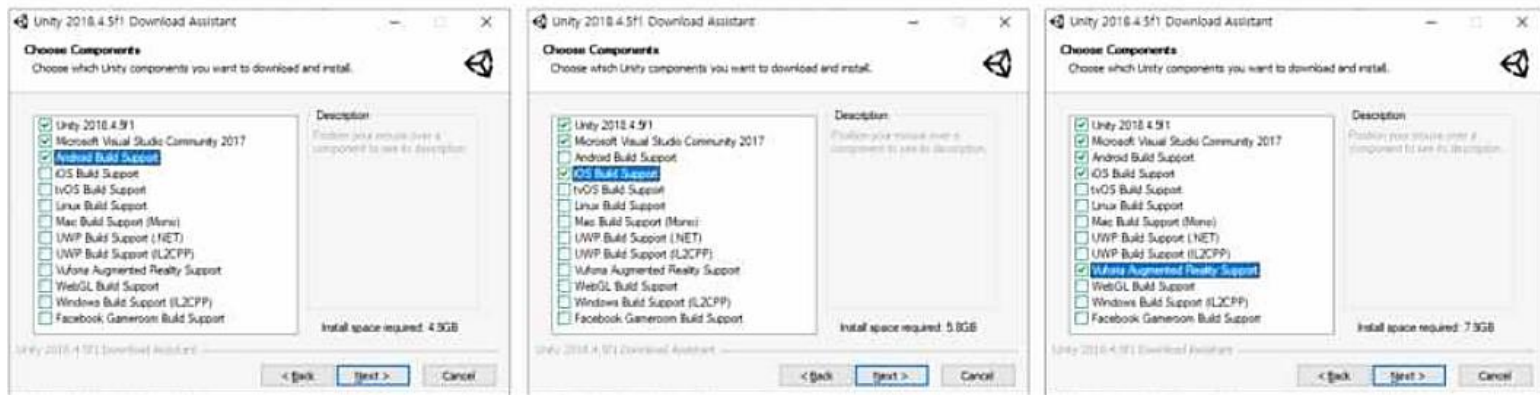 Unity 2018.4.5f1 Download Assistant
Choose Components
Choose which Unity components you want to download and install.
Unity 2018.4.5f1
Microsoft Visual Studio Community 2017
Android Build Support
iOS Build Support
tvOS Build Support
Linux Build Support
Mac Build Support (Mono)
UWP Build Support (.NET)
UWP Build Support (IL2CPP)
Vuforia Augmented Reality Support
WebGL Build Support
Windows Build Support (IL2CPP)
Facebook Gameroom Build Support
Description
Position your mouse over a
component to see its description.
Install space required: 4.9GB
Unity 2018.4.5f1 Download Assistant
< Back
Next >
Cancel
Unity 2018.4.5f1 Download Assistant
Choose Components
Choose which Unity components you want to download and install.
Unity 2018.4.5f1
Microsoft Visual Studio Community 2017
Android Build Support
iOS Build Support
tvOS Build Support
Linux Build Support
Mac Build Support (Mono)
UWP Build Support (.NET)
UWP Build Support (IL2CPP)
Vuforia Augmented Reality Support
WebGL Build Support
Windows Build Support (IL2CPP)
Facebook Gameroom Build Support
Description
Position your mouse over a
component to see its description.
Install space required: 5.8GB
Unity 2018.4.5f1 Download Assistant
< Back
Next >
Cancel
Unity 2018.4.5f1 Download Assistant
Choose Components
Choose which Unity components you want to download and install.
Unity 2018.4.5f1
Microsoft Visual Studio Community 2017
Android Build Support
iOS Build Support
tvOS Build Support
Linux Build Support
Mac Build Support (Mono)
UWP Build Support (.NET)
UWP Build Support (IL2CPP)
Vuforia Augmented Reality Support
WebGL Build Support
Windows Build Support (IL2CPP)
Facebook Gameroom Build Support
Description
Position your mouse over a
component to see its description.
Install space required: 7.9GB
Unity 2018.4.5f1 Download Assistant
< Back
Next >
Cancel